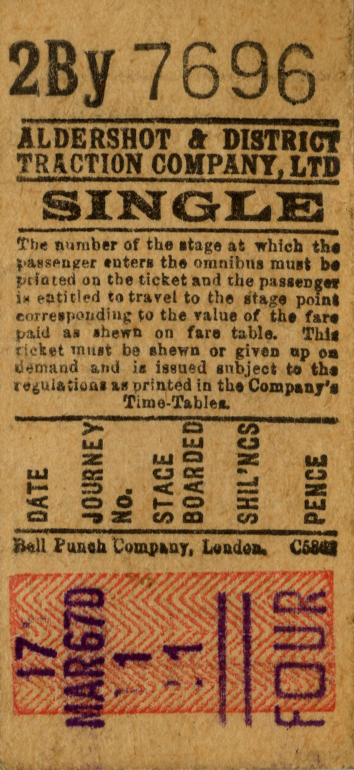 2By 7696
ALDERSHOT & DISTRICT
TRACTION COMPANY, LTD
SINGLE
The number of the stage at which the
passenger enters the omnibus must be
printed on the ticket and the passenger
is entitled to travel to the stage point
corresponding to the value of the fare
paid as shewn on fare table. This
ticket must be shewn or given up on
demand and is issued subject to the
regulations as printed in the Company's
Time-Tables.
DATE
JOURNEY
No.
STAGE
BOARDED
SHIL'NGS
PENCE
Bell Punch Company, London.
17
MAR67D
1
1
FOUR